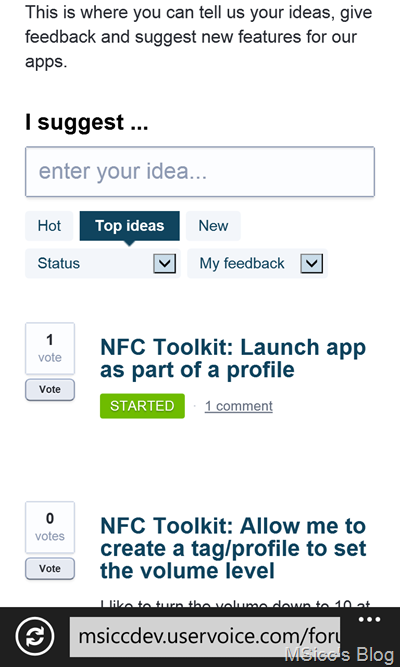 This is where you can tell us your ideas, give
feedback and suggest new features for our
apps.
I suggest ...
enter your idea...
Hot
Top ideas
New
Status
My feedback
1
vote
Vote
NFC Toolkit: Launch app
as part of a profile
STARTED · 1 comment
0
votes
Vote
NFC Toolkit: Allow me to
create a tag/profile to set
the volume level
I like to turn the volume down to 10 at
msiccdev.uservoice.com/foru
MSicc's Blog